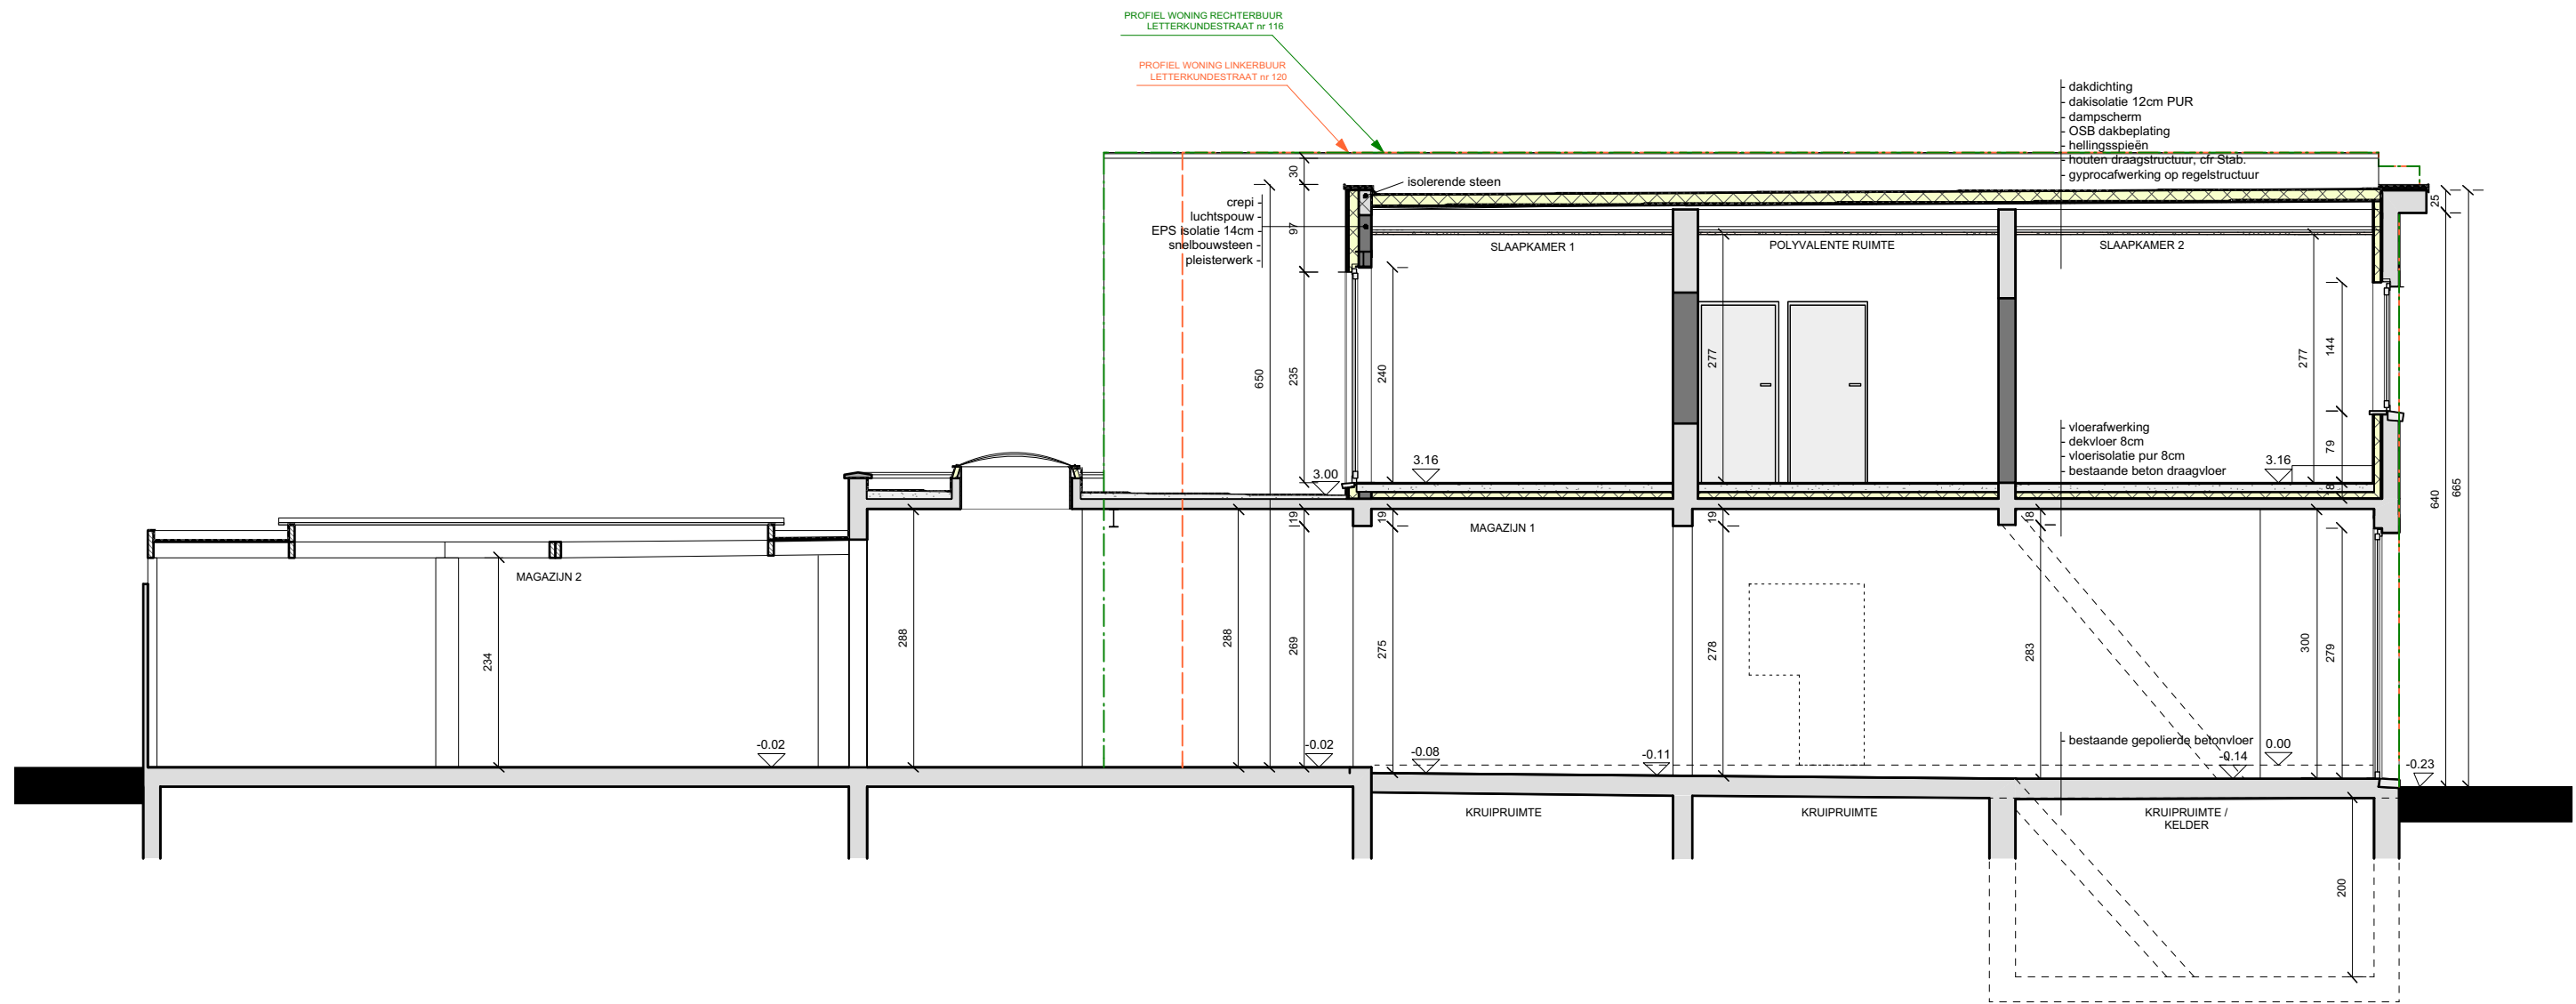 PROFIEL WONING RECHTERBUUR
LETTERKUNDESTRAAT nr 116
PROFIEL WONING LINKERBUUR
LETTERKUNDESTRAAT nr 120
- dakdichting
- dakisolatie 12cm PUR
- dampscherm
- OSB dakbeplating
- hellingsspieën
- houten draagstructuur, cfr Stab.
- gyprocafwerking op regelstructuur
isolerende steen
crepi -
luchtspouw -
EPS isolatie 14cm -
snelbouwsteen -
pleisterwerk -
30
97
25
SLAAPKAMER 1
POLYVALENTE RUIMTE
SLAAPKAMER 2
650
235
240
277
277
144
79
8
640
665
- vloerafwerking
- dekvloer 8cm
- vloerisolatie pur 8cm
- bestaande beton draagvloer
3.00
3.16
3.16
19
19
19
18
MAGAZIJN 1
MAGAZIJN 2
234
288
288
269
275
278
283
300
279
- bestaande gepolierde betonvloer
-0.02
-0.02
-0.08
-0.11
-0.14
0.00
-0.23
KRUIPRUIMTE
KRUIPRUIMTE
KRUIPRUIMTE /
KELDER
200